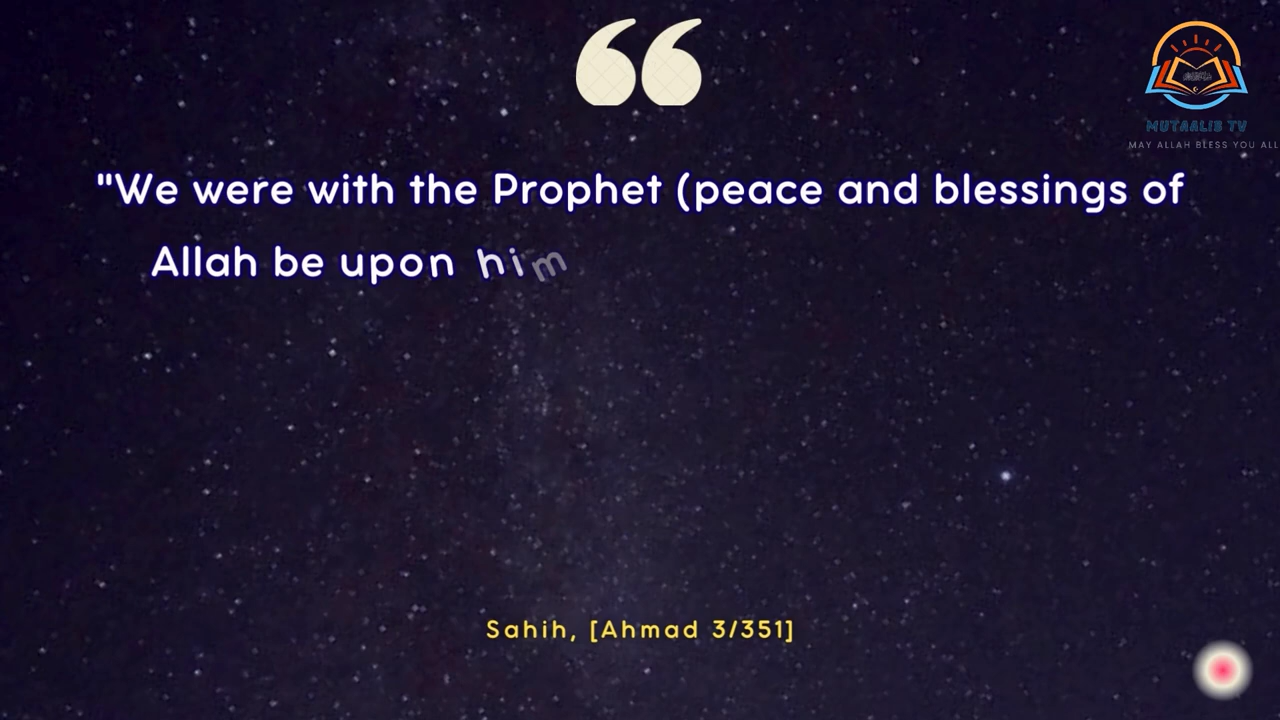 MUTAALIB TV
MAY ALLAH BLESS YOU ALL
"We were with the Prophet (peace and blessings of
Allah be upon him
Sahih, [Ahmad 3/351]